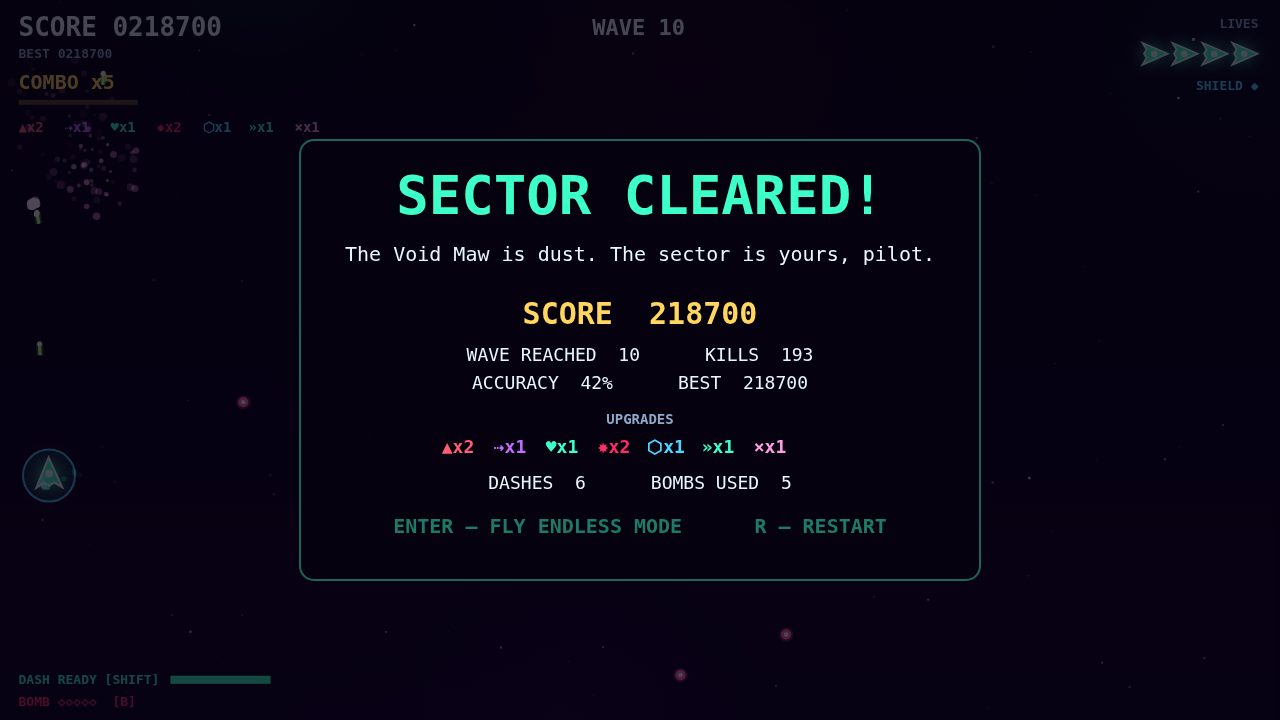 SCORE 0218700
WAVE 10
LIVES
BEST 0218700
COMBO x5
SHIELD ◆
▲x2 ⇢x1 ♥x1 ✸x2 ⬡x1 »x1 ×x1
SECTOR CLEARED!
The Void Maw is dust. The sector is yours, pilot.
SCORE 218700
WAVE REACHED 10 KILLS 193
ACCURACY 42% BEST 218700
UPGRADES
▲x2 ⇢x1 ♥x1 ✸x2 ⬡x1 »x1 ×x1
DASHES 6 BOMBS USED 5
ENTER — FLY ENDLESS MODE R — RESTART
DASH READY [SHIFT]
BOMB ◇◇◇◇◇ [B]